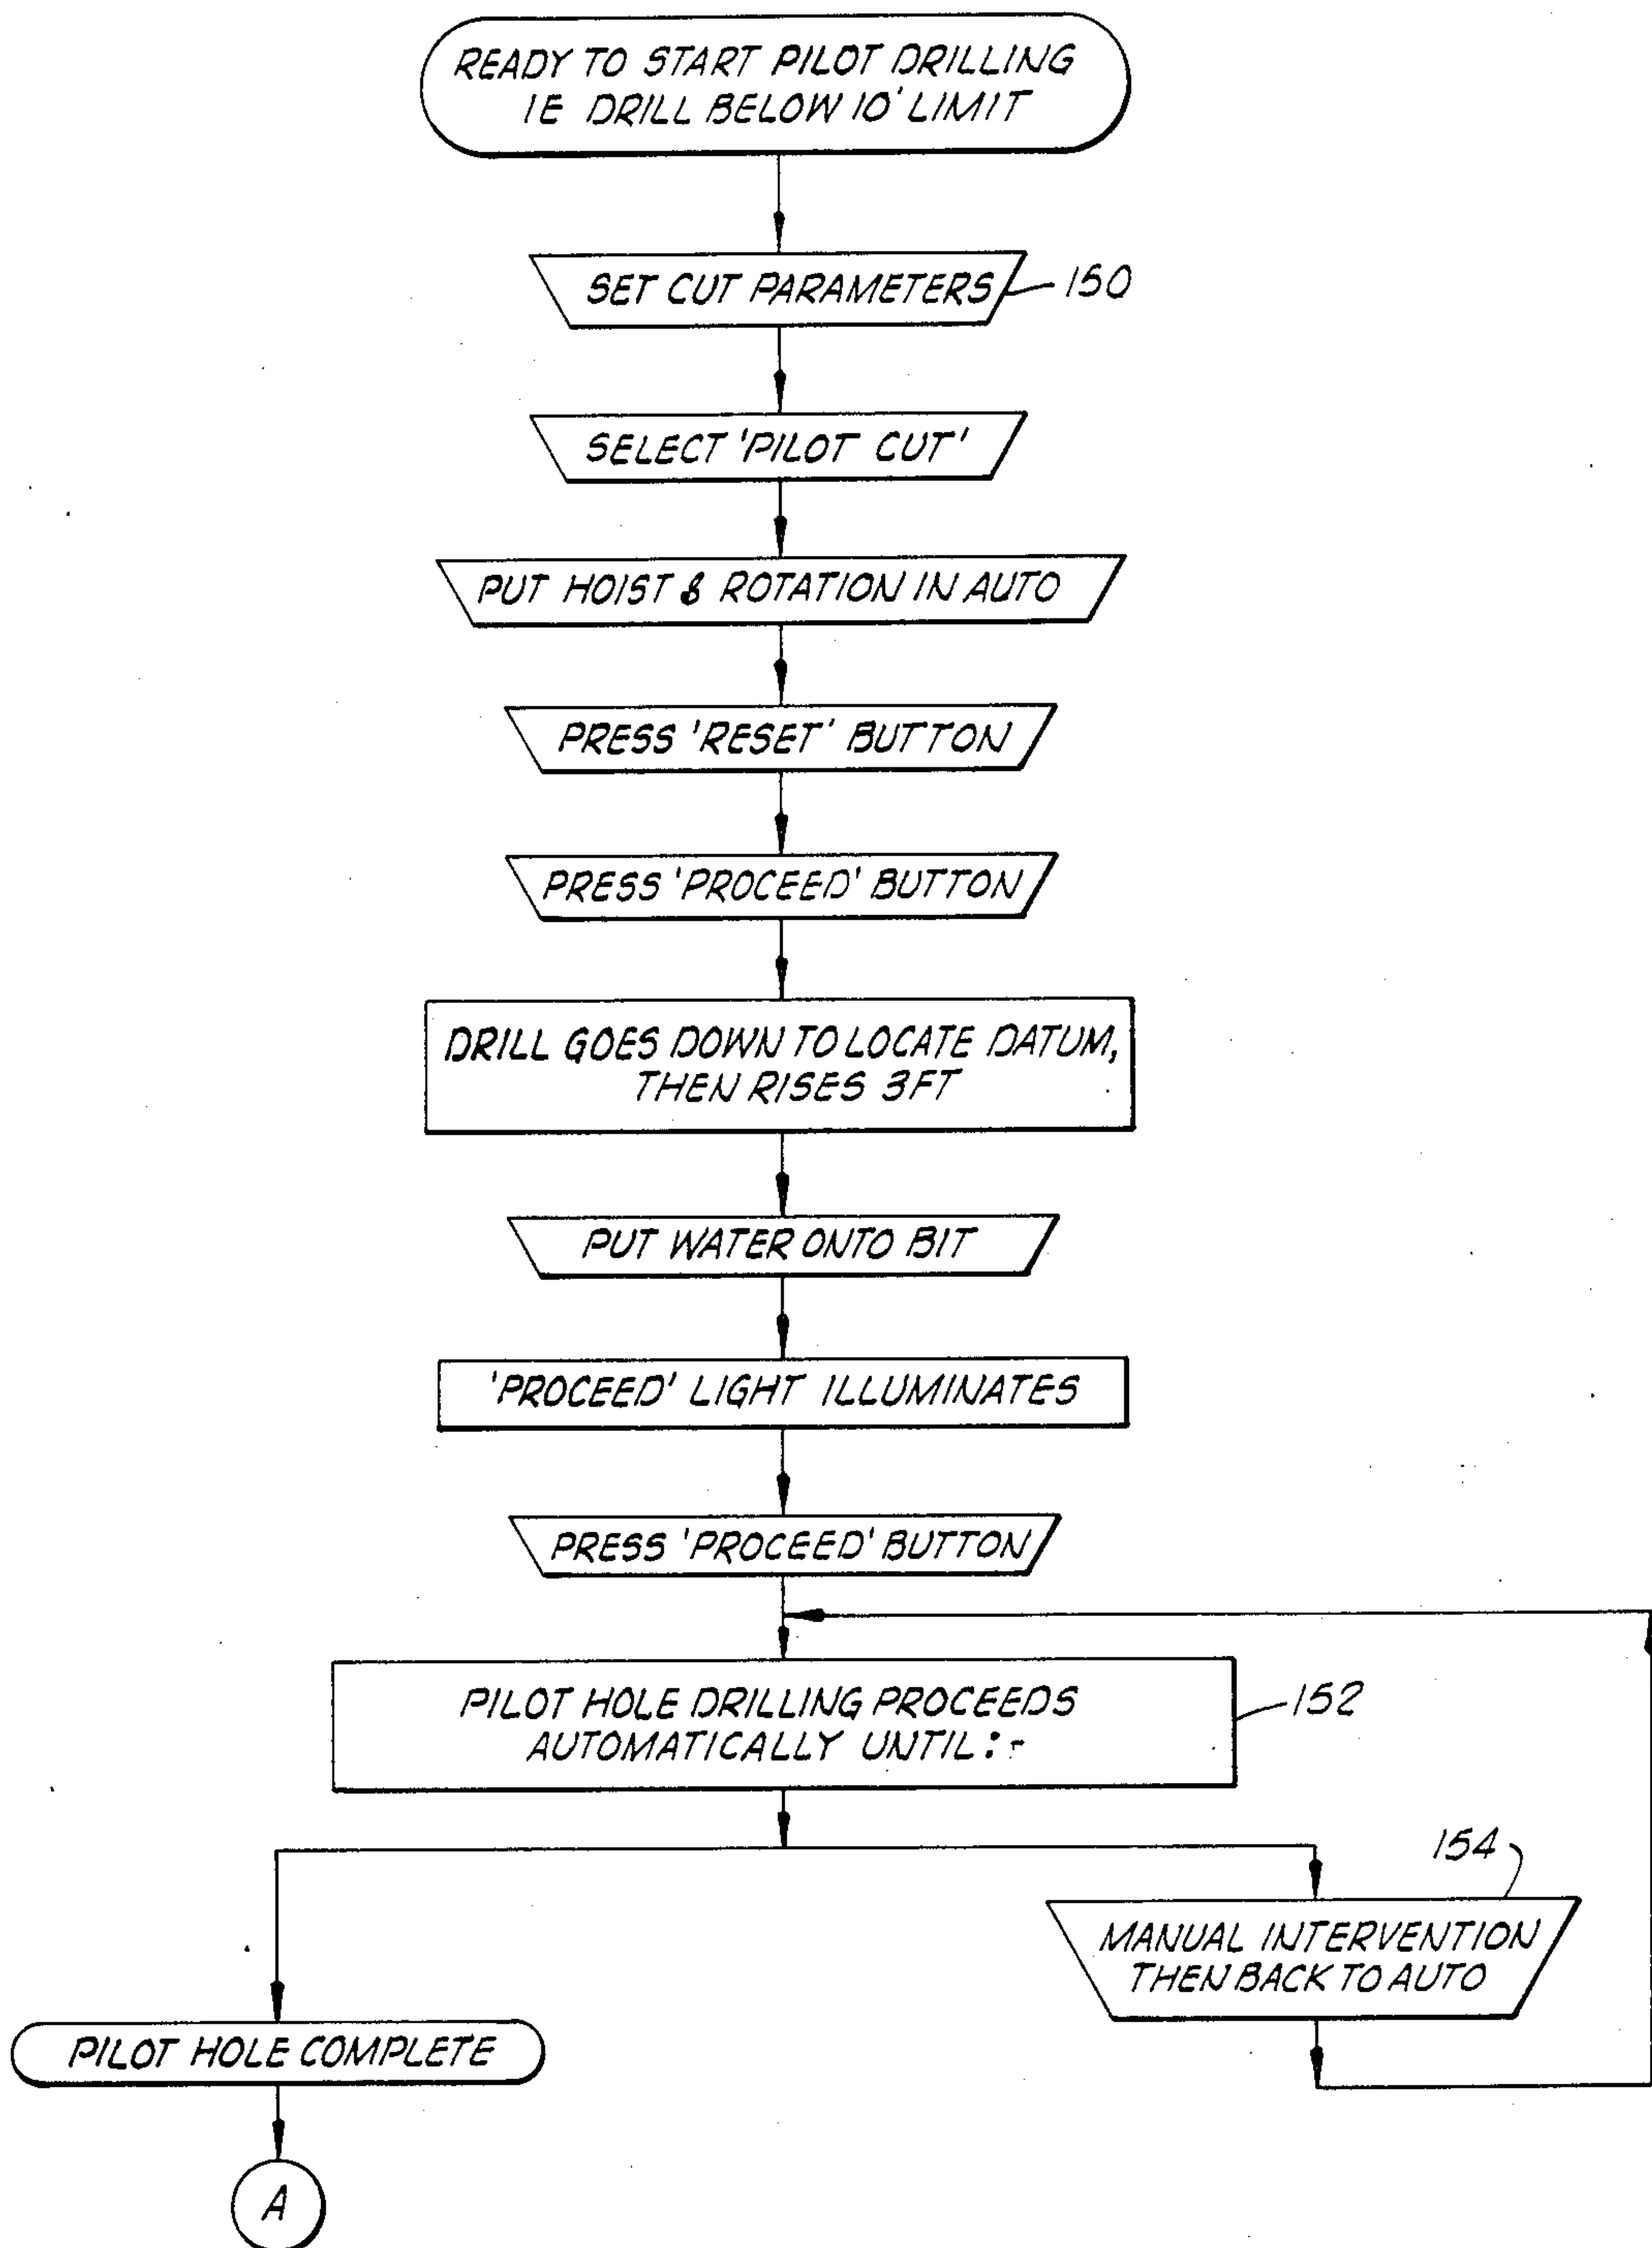 READY TO START PILOT DRILLING
IE DRILL BELOW 10' LIMIT
SET CUT PARAMETERS
150
SELECT 'PILOT CUT'
PUT HOIST & ROTATION IN AUTO
PRESS 'RESET' BUTTON
PRESS 'PROCEED' BUTTON
DRILL GOES DOWN TO LOCATE DATUM,
THEN RISES 3FT
PUT WATER ONTO BIT
'PROCEED' LIGHT ILLUMINATES
PRESS 'PROCEED' BUTTON
PILOT HOLE DRILLING PROCEEDS
AUTOMATICALLY UNTIL:-
152
154
MANUAL INTERVENTION
THEN BACK TO AUTO
PILOT HOLE COMPLETE
A